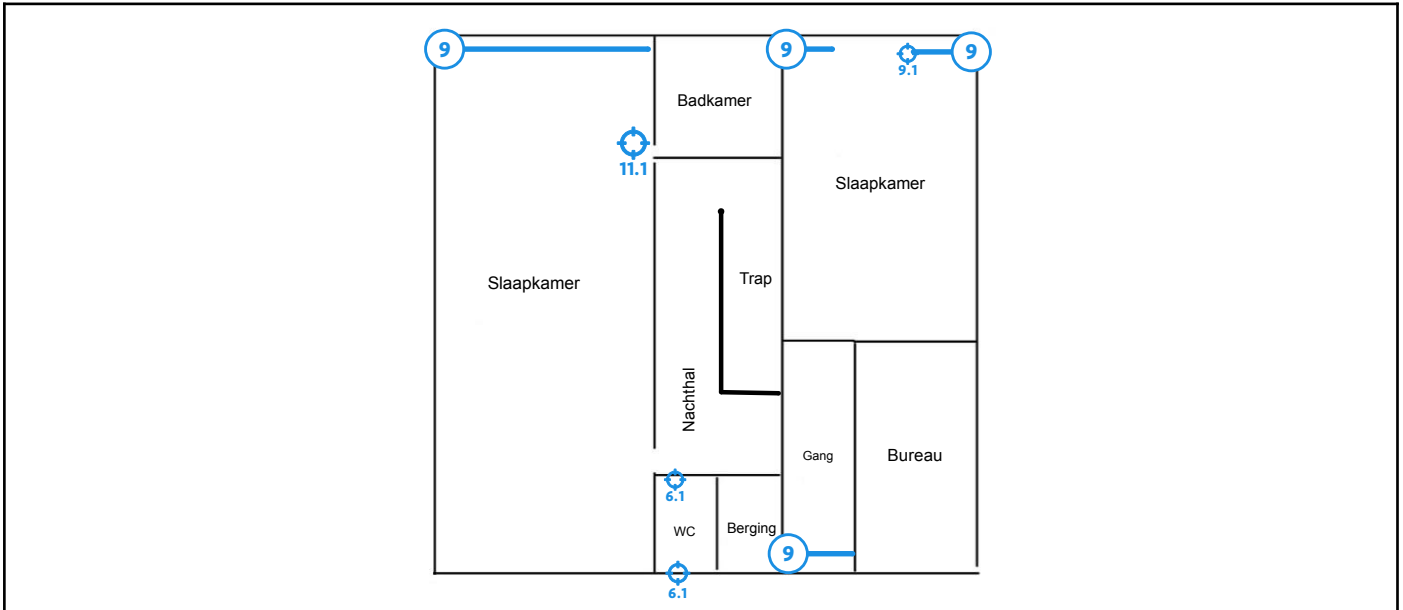 9
9
9
9.1
Badkamer
11.1
Slaapkamer
Slaapkamer
Trap
Nachthal
Gang
Bureau
6.1
WC
Berging
9
6.1